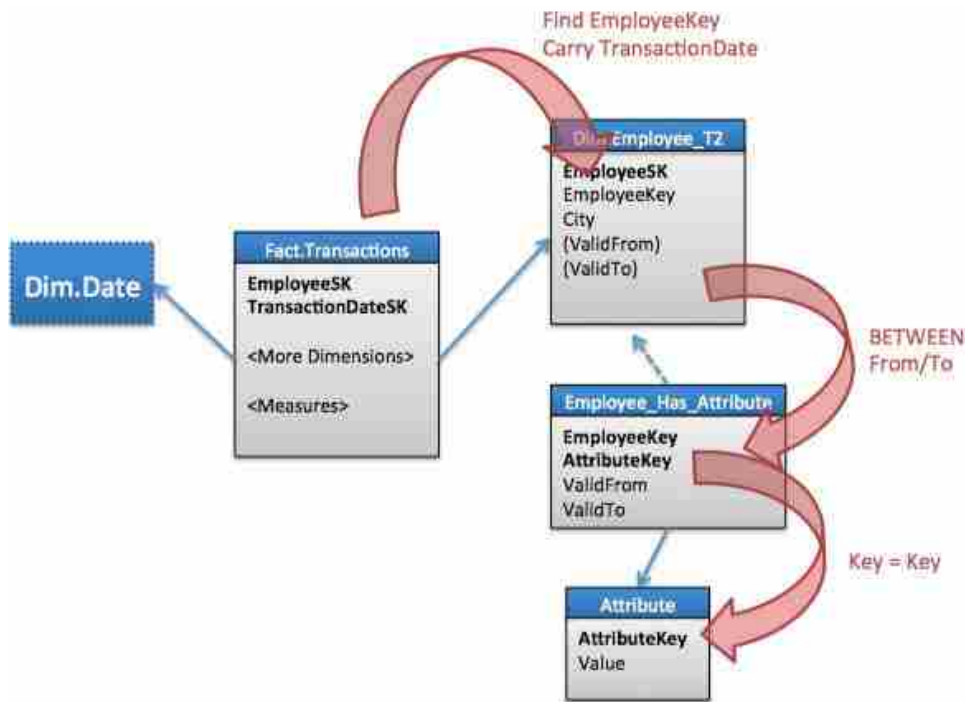 Find EmployeeKey
Carry TransactionDate
Dim.Employee_T2
EmployeeSK
EmployeeKey
City
(ValidFrom)
(ValidTo)
Dim.Date
Fact.Transactions
EmployeeSK
TransactionDateSK
<More Dimensions>
<Measures>
BETWEEN
From/To
Employee_Has_Attribute
EmployeeKey
AttributeKey
ValidFrom
ValidTo
Key = Key
Attribute
AttributeKey
Value